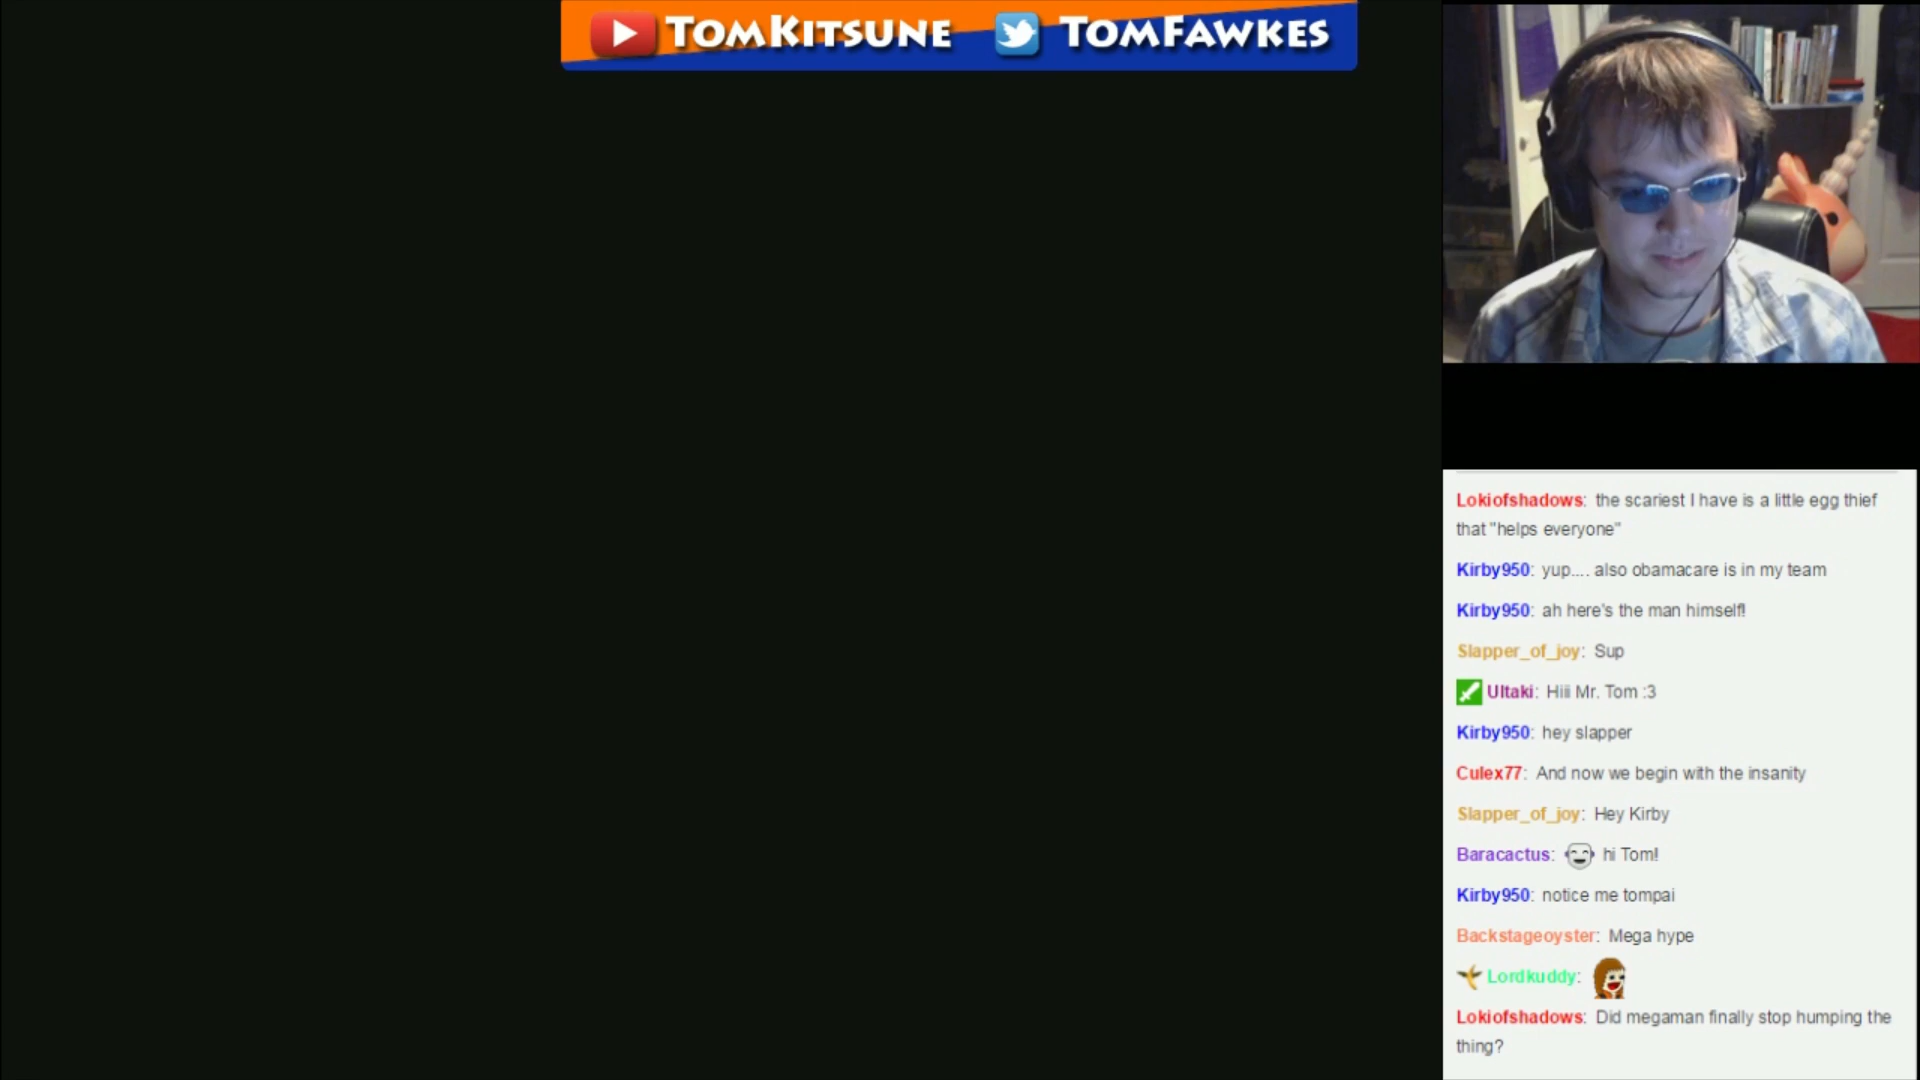 TomKitsune TomFawkes
Lokiofshadows: the scariest I have is a little egg thief
that "helps everyone"
Kirby950: yup.... also obamacare is in my team
Kirby950: ah here's the man himself!
Slapper_of_joy: Sup
Ultaki: Hiii Mr. Tom :3
Kirby950: hey slapper
Culex77: And now we begin with the insanity
Slapper_of_joy: Hey Kirby
Baracactus: hi Tom!
Kirby950: notice me tompai
Backstageoyster: Mega hype
Lordkuddy:
Lokiofshadows: Did megaman finally stop humping the
thing?